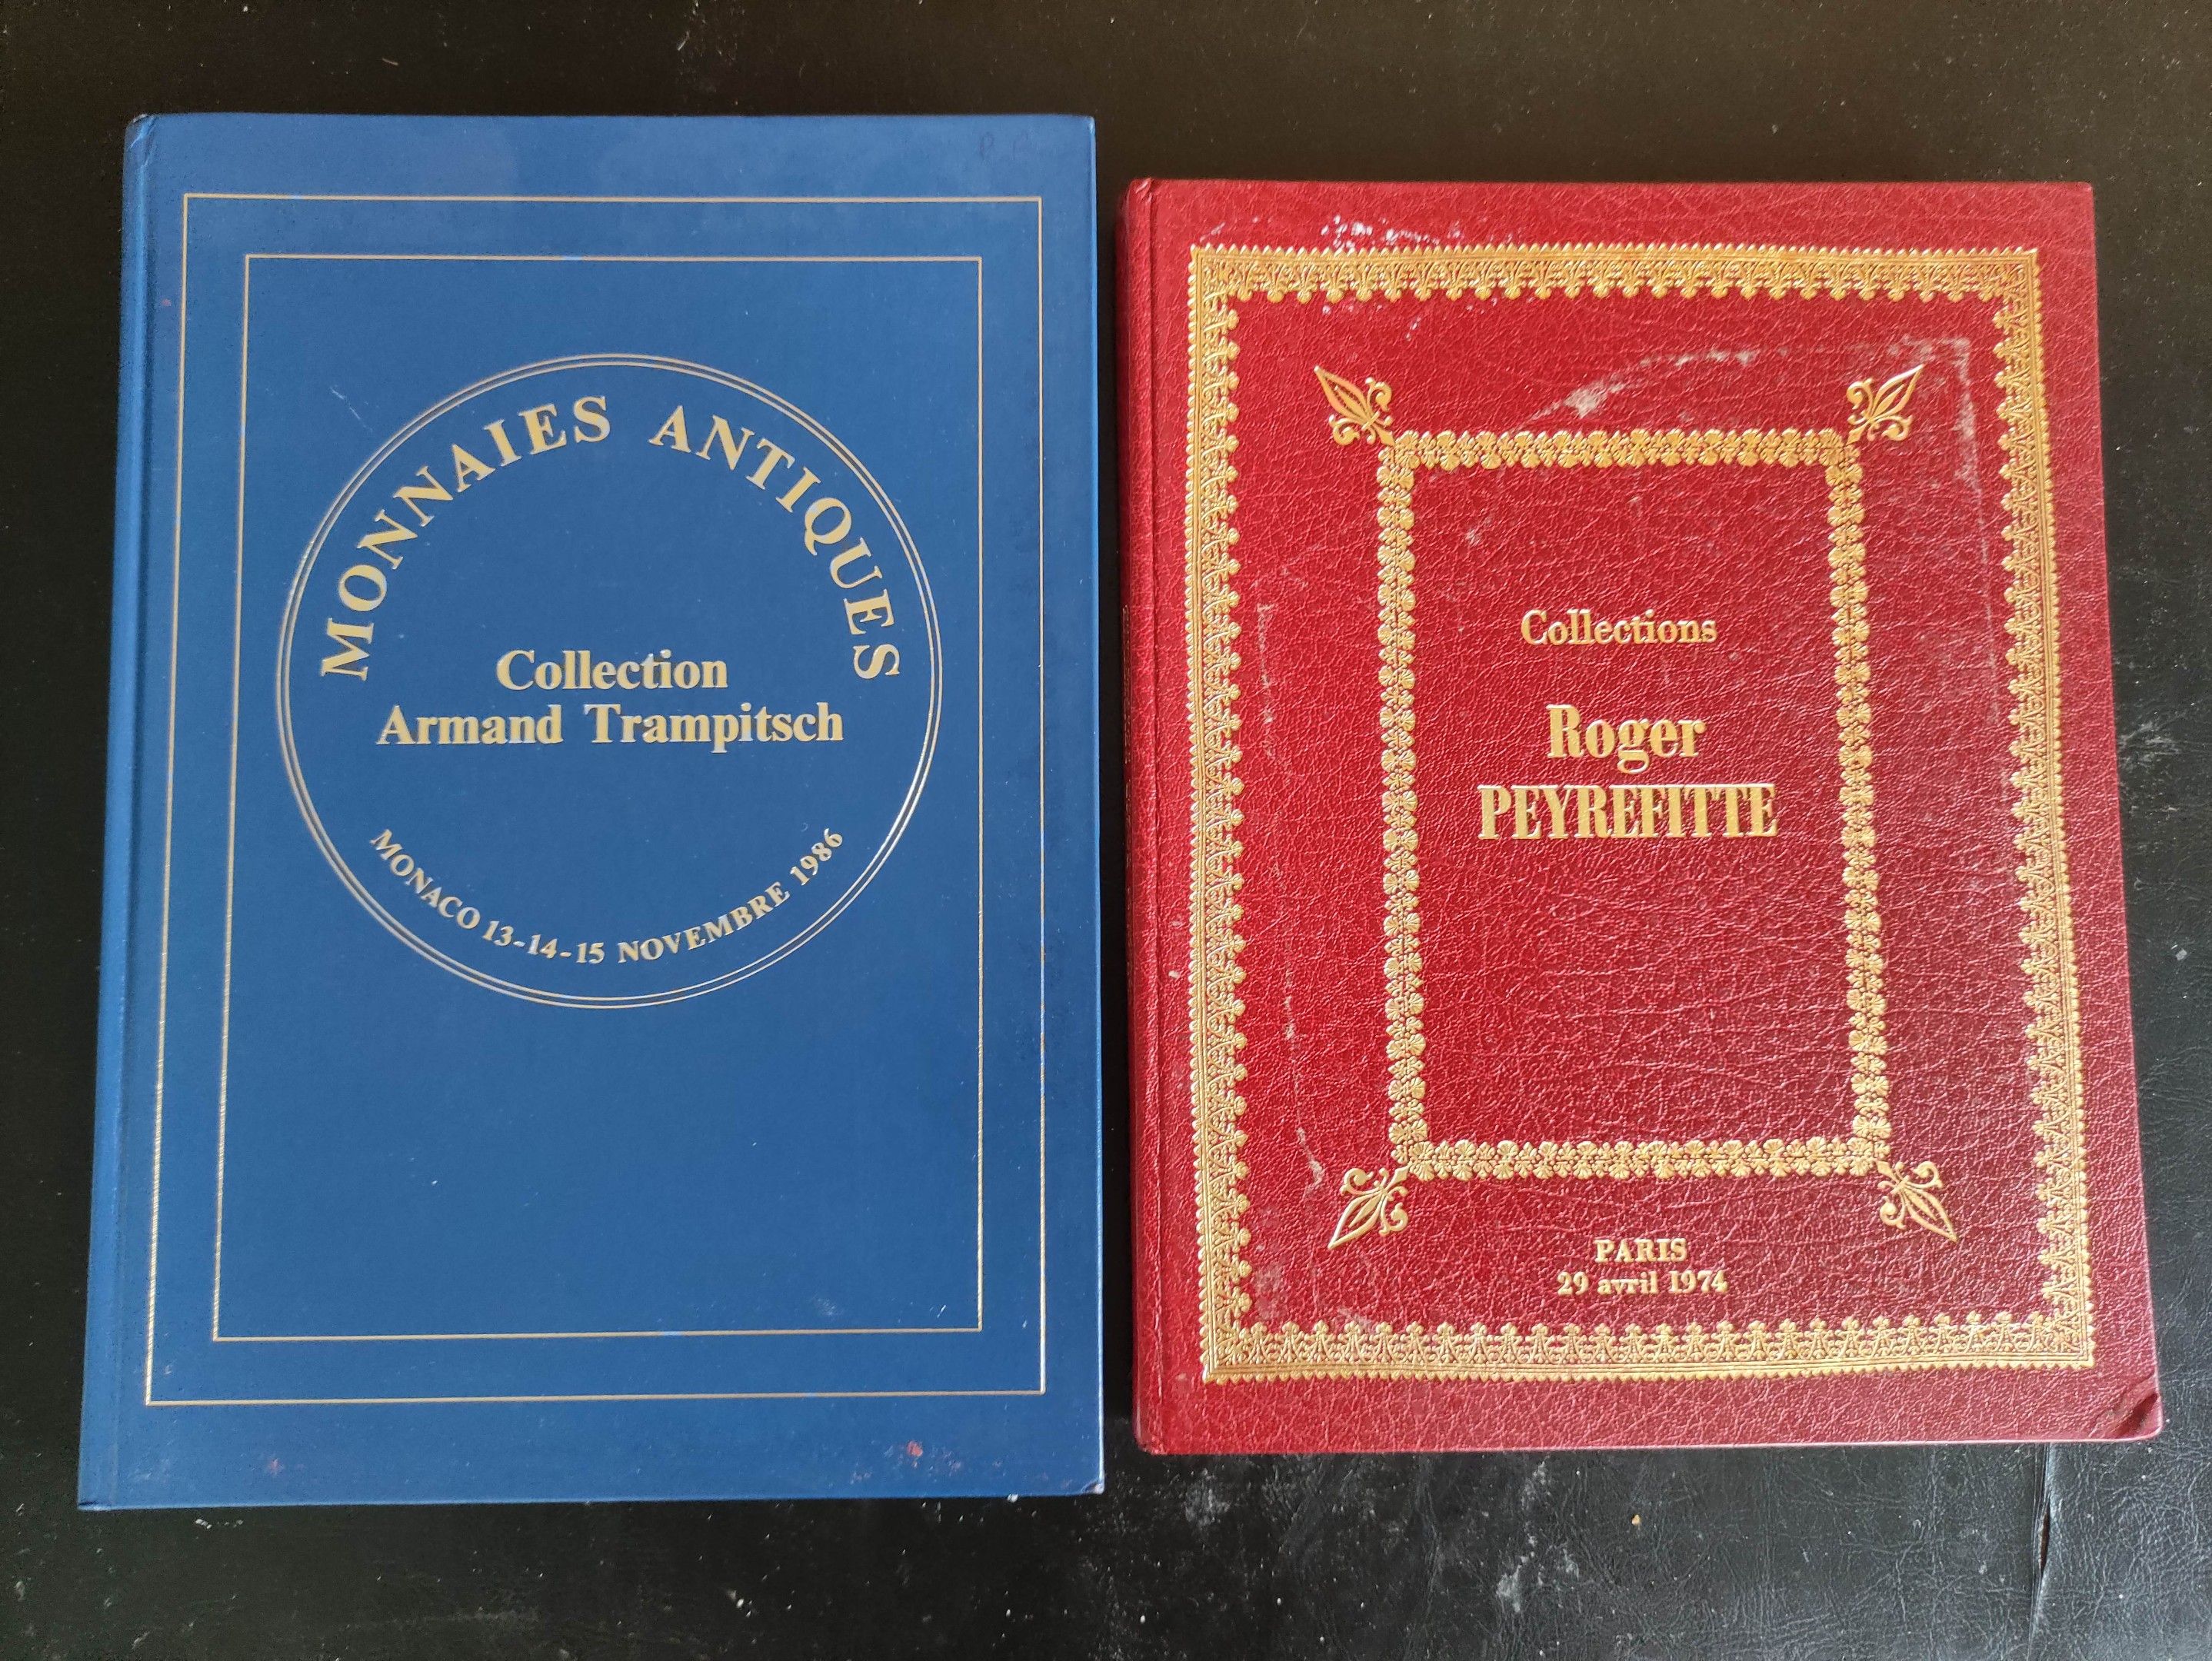 MONNAIES ANTIQUES
Collection
Armand Trampitsch
MONACO 13-14-15 NOVEMBRE 1986
Collections
Roger
PEYREFITTE
PARIS
29 avril 1974